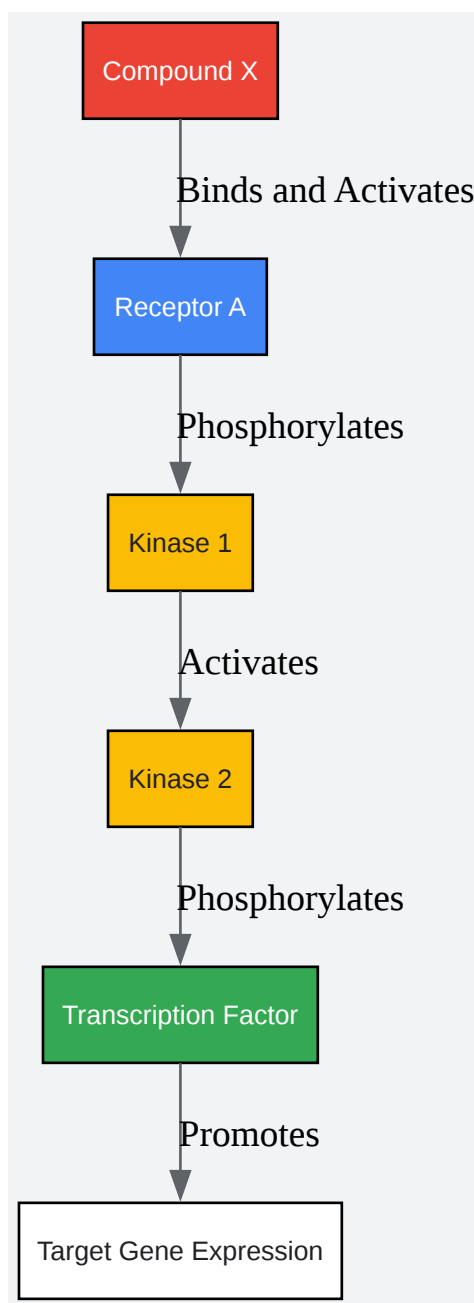 Compound X
Binds and Activates
Receptor A
Phosphorylates
Kinase 1
Activates
Kinase 2
Phosphorylates
Transcription Factor
Promotes
Target Gene Expression